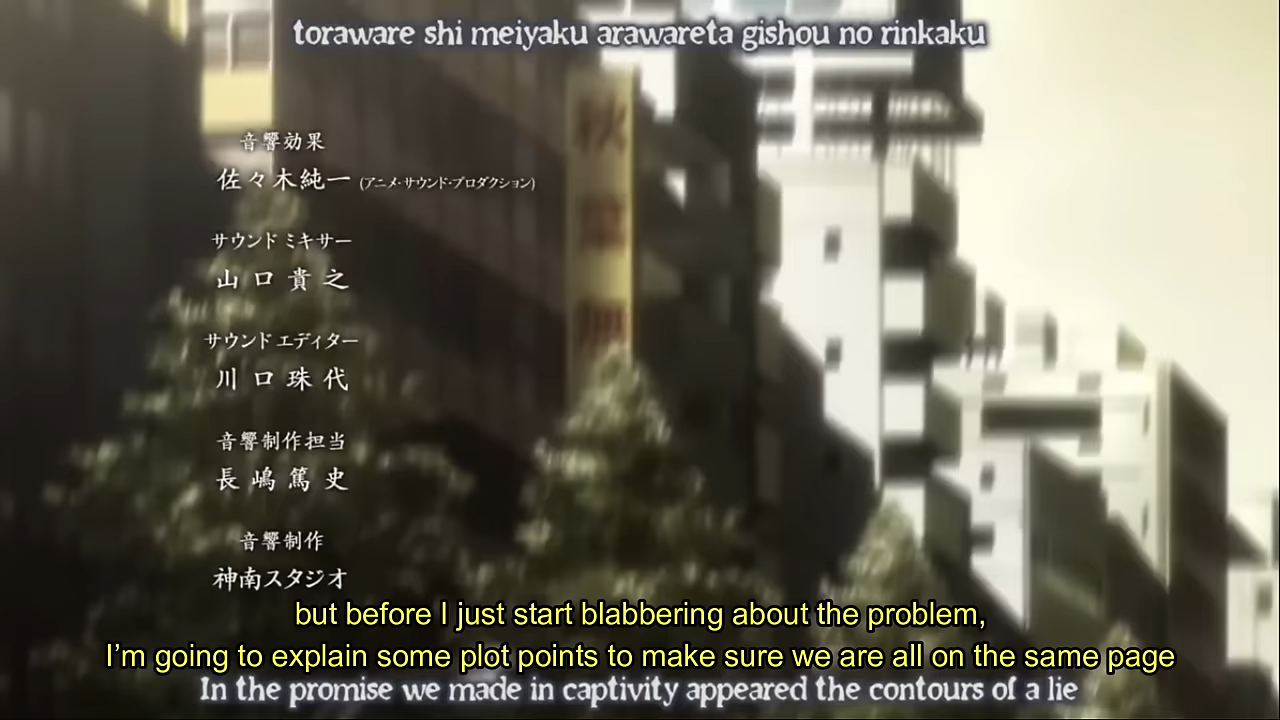 toraware shi meiyaku arawareta gishou no rinkaku
音響効果
佐々木純一 (アニメ・サウンド・プロダクション)
サウンド ミキサー
山口貴之
サウンド エディター
川口珠代
音響制作担当
長嶋篤史
音響制作
神南スタジオ
but before I just start blabbering about the problem,
I'm going to explain some plot points to make sure we are all on the same page
In the promise we made in captivity appeared the contours of a lie